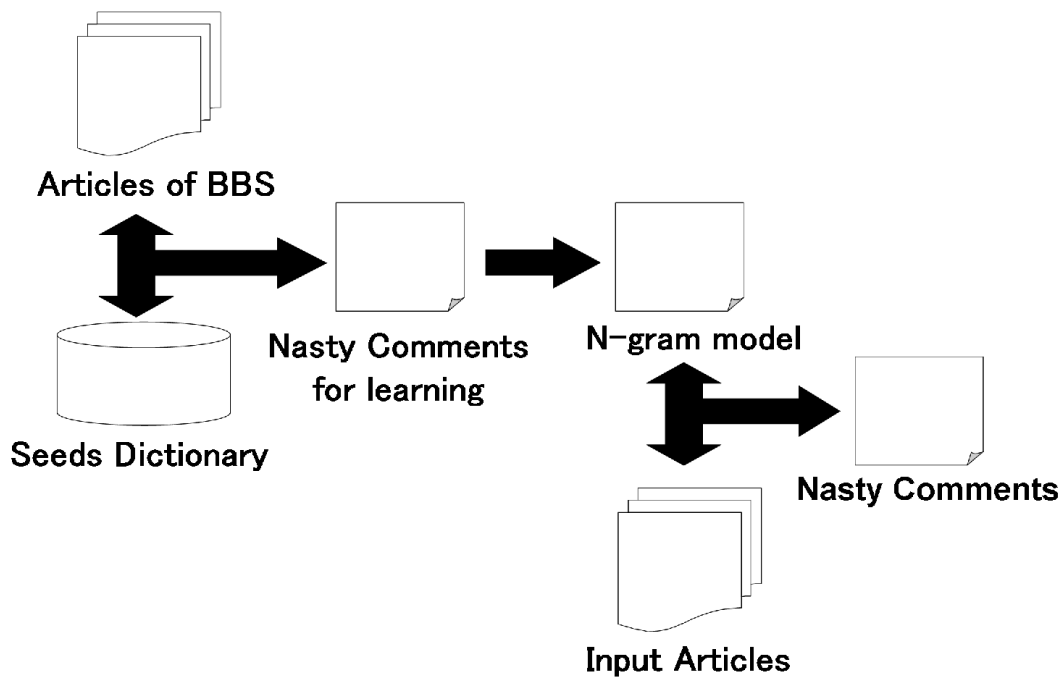 Articles of BBS
Nasty Comments
for learning
N-gram model
Seeds Dictionary
Nasty Comments
Input Articles